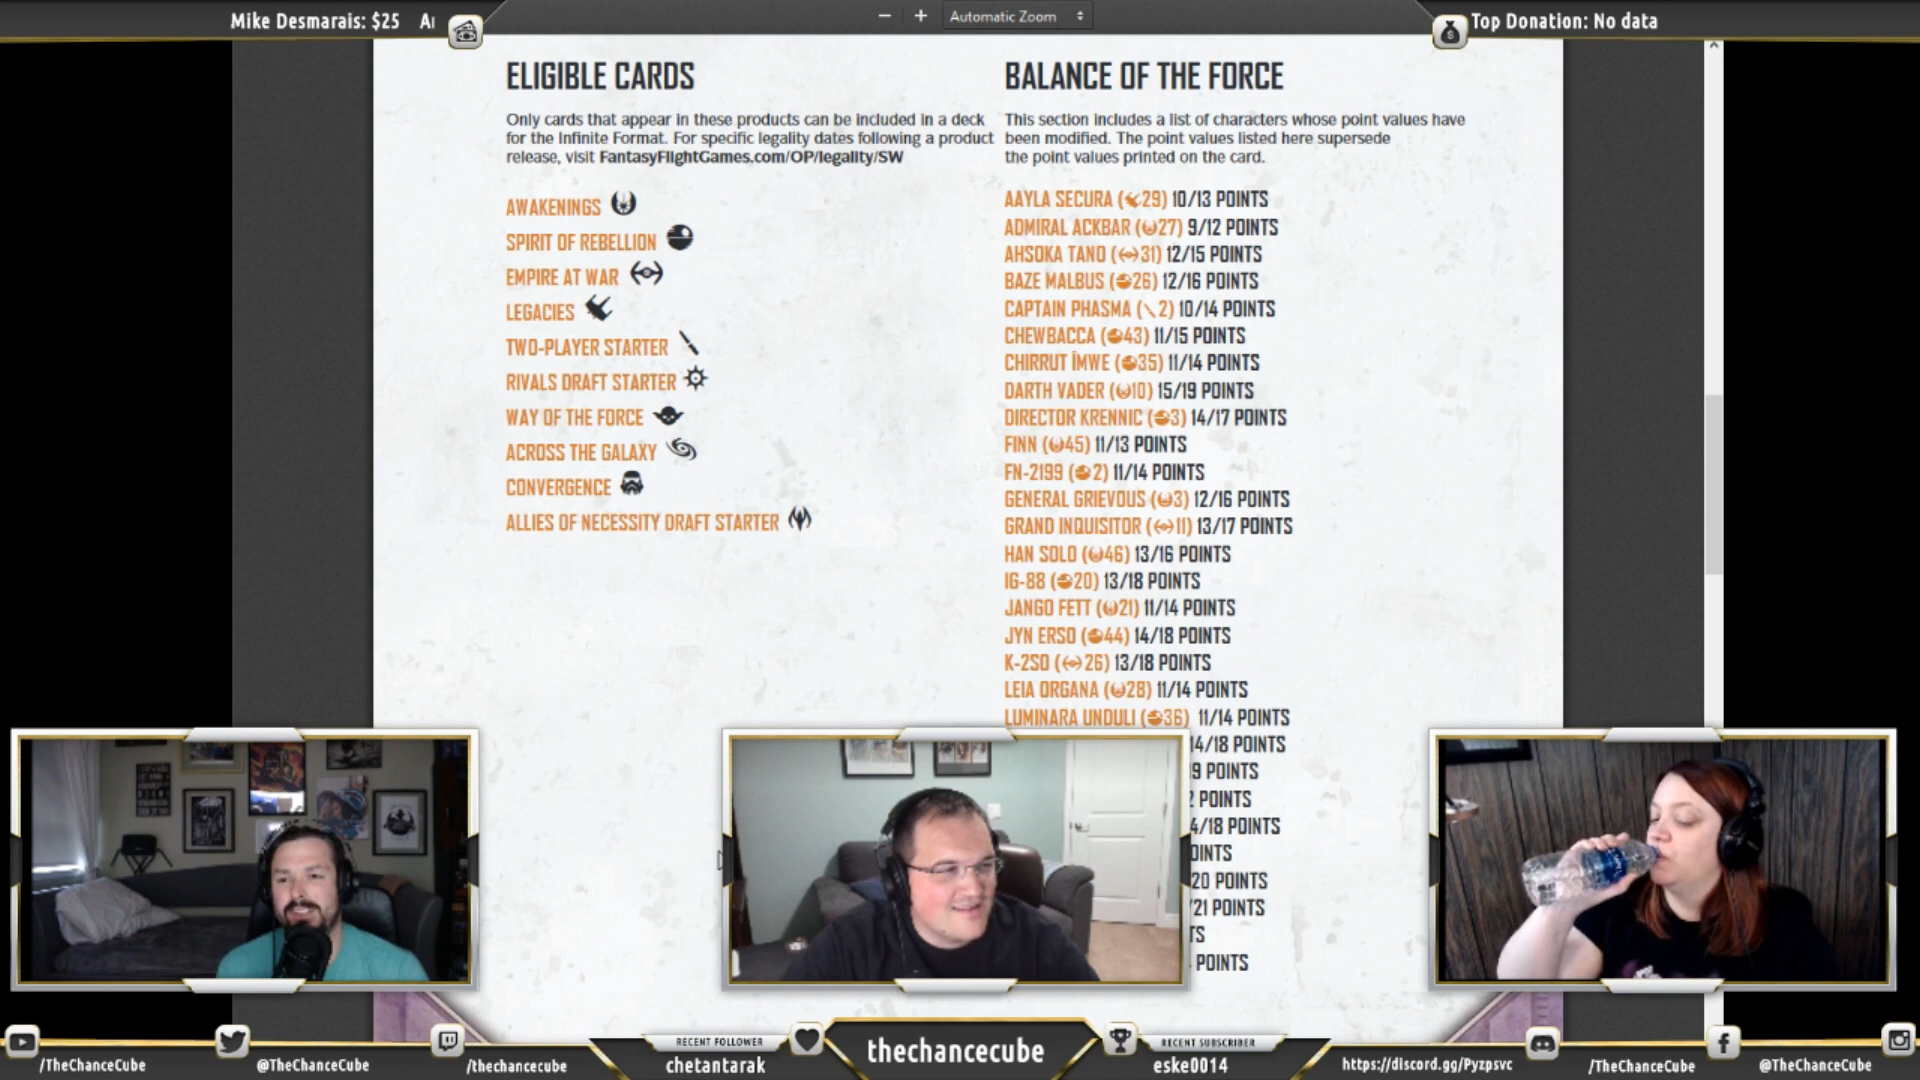 Mike Desmarais: $25
Automatic Zoom
Top Donation: No data
ELIGIBLE CARDS
Only cards that appear in these products can be included in a deck
for the Infinite Format. For specific legality dates following a product
release, visit FantasyFlightGames.com/OP/legality/SW
AWAKENINGS
SPIRIT OF REBELLION
EMPIRE AT WAR
LEGACIES
TWO-PLAYER STARTER
RIVALS DRAFT STARTER
WAY OF THE FORCE
ACROSS THE GALAXY
CONVERGENCE
ALLIES OF NECESSITY DRAFT STARTER
BALANCE OF THE FORCE
This section includes a list of characters whose point values have
been modified. The point values listed here supersede
the point values printed on the card.
AAYLA SECURA (29) 10/13 POINTS
ADMIRAL ACKBAR (27) 9/12 POINTS
AHSOKA TANO (31) 12/15 POINTS
BAZE MALBUS (26) 12/16 POINTS
CAPTAIN PHASMA (2) 10/14 POINTS
CHEWBACCA (43) 11/15 POINTS
CHIRRUT ÎMWE (35) 11/14 POINTS
DARTH VADER (10) 15/19 POINTS
DIRECTOR KRENNIC (3) 14/17 POINTS
FINN (45) 11/13 POINTS
FN-2199 (2) 11/14 POINTS
GENERAL GRIEVOUS (3) 12/16 POINTS
GRAND INQUISITOR (11) 13/17 POINTS
HAN SOLO (46) 13/16 POINTS
IG-88 (20) 13/18 POINTS
JANGO FETT (21) 11/14 POINTS
JYN ERSO (44) 14/18 POINTS
K-2SO (26) 13/18 POINTS
LEIA ORGANA (28) 11/14 POINTS
LUMINARA UNDULI (36) 11/14 POINTS
14/18 POINTS
9 POINTS
POINTS
4/18 POINTS
OINTS
20 POINTS
/21 POINTS
TS
POINTS
/TheChanceCube
@TheChanceCube
/thechancecube
RECENT FOLLOWER
chetantarak
thechancecube
RECENT SUBSCRIBER
eske0014
https://discord.gg/Pyzpsvc
/TheChanceCube
@TheChanceCube